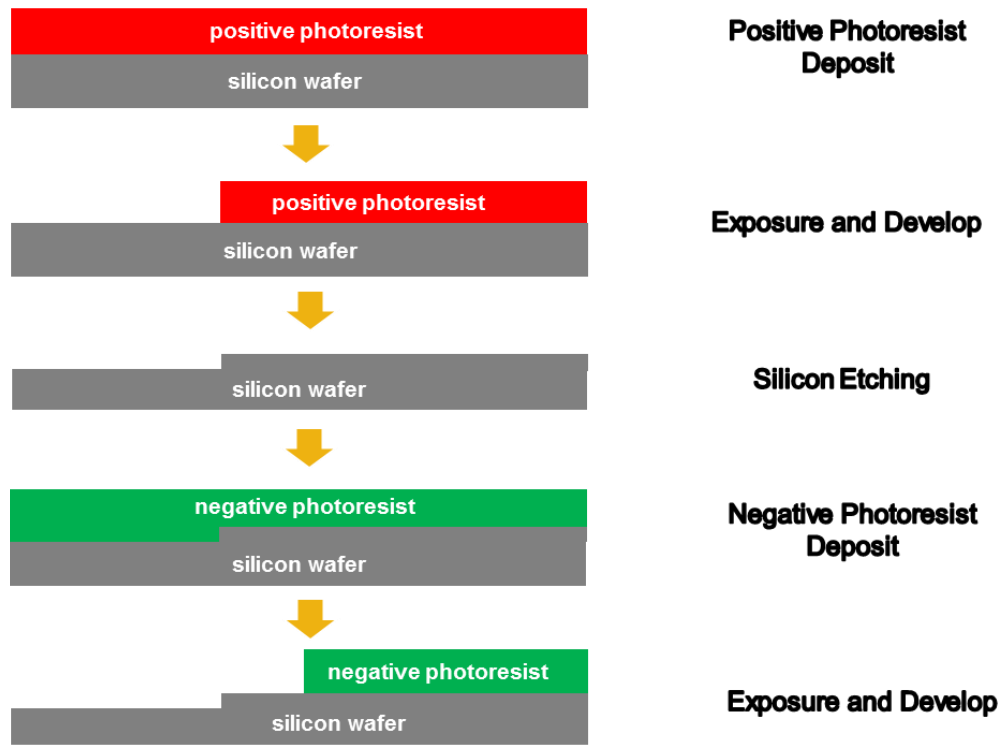 positive photoresist
silicon wafer
Positive Photoresist
Deposit
positive photoresist
silicon wafer
Exposure and Develop
silicon wafer
Silicon Etching
negative photoresist
silicon wafer
Negative Photoresist
Deposit
negative photoresist
silicon wafer
Exposure and Develop